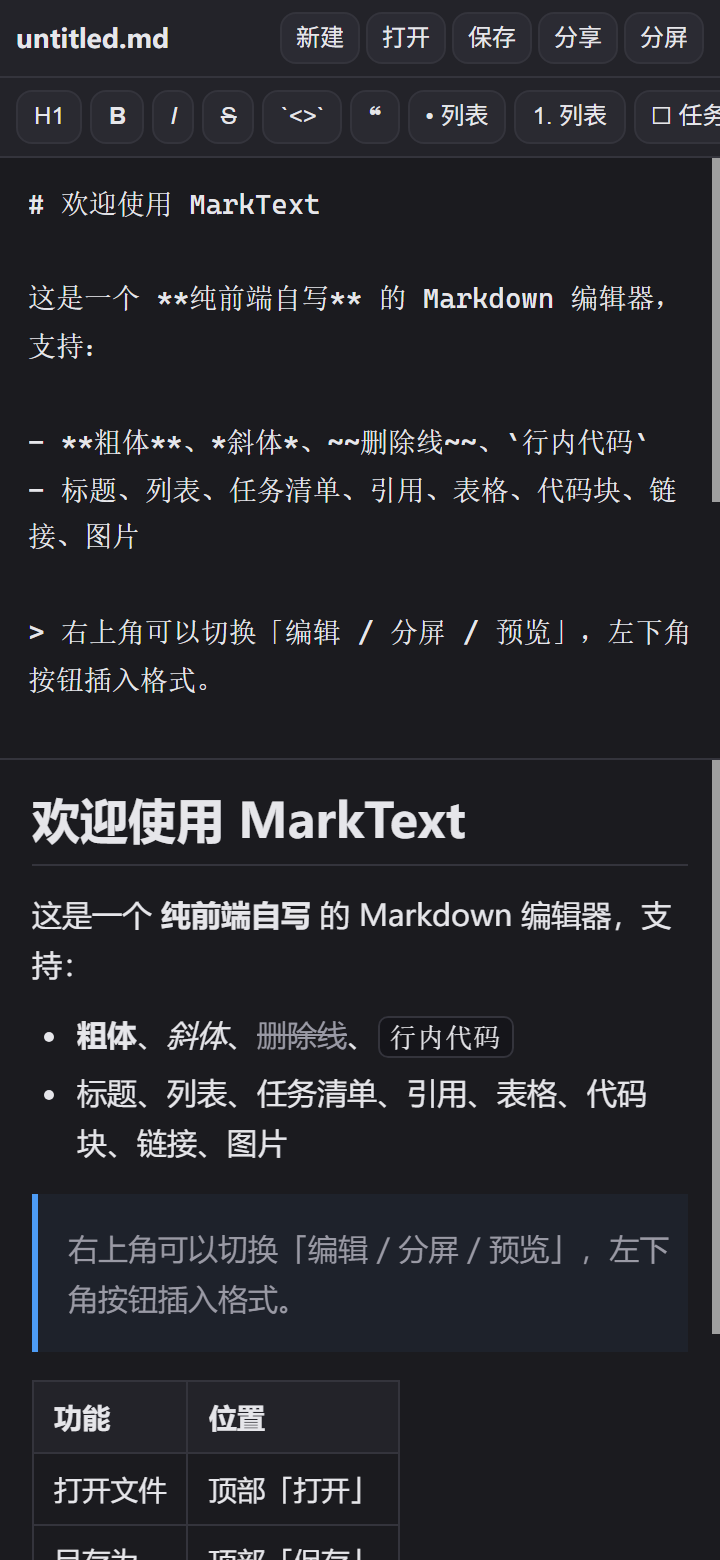 untitled.md 新建 打开 保存 分享 分屏
H1 B I S `<>` ❝ • 列表 1. 列表 ☐ 任务
# 欢迎使用 MarkText
这是一个 **纯前端自写** 的 Markdown 编辑器，
支持：
- **粗体**、*斜体*、~~删除线~~、`行内代码`
- 标题、列表、任务清单、引用、表格、代码块、链
接、图片
> 右上角可以切换「编辑 / 分屏 / 预览」，左下角
按钮插入格式。
欢迎使用 MarkText
这是一个 纯前端自写 的 Markdown 编辑器，支
持：
• 粗体、斜体、删除线、行内代码
• 标题、列表、任务清单、引用、表格、代码
块、链接、图片
右上角可以切换「编辑 / 分屏 / 预览」，左下
角按钮插入格式。
功能 位置
打开文件 顶部「打开」
另存为 顶部「保存」